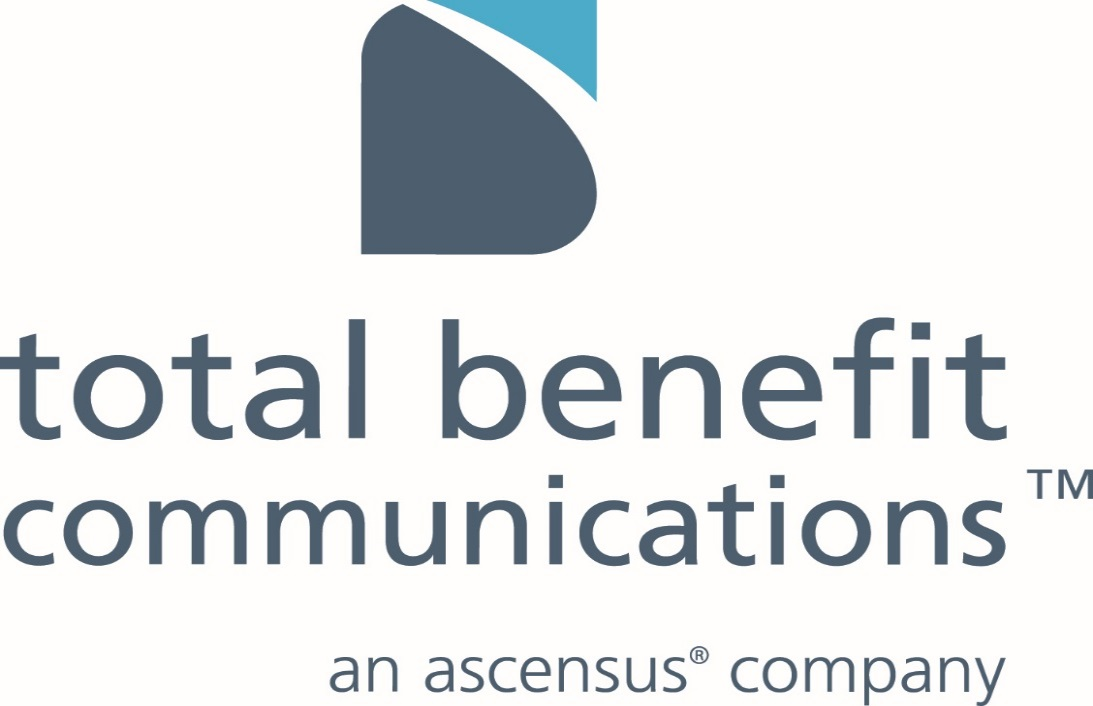 total benefit
communications™
an ascensus® company